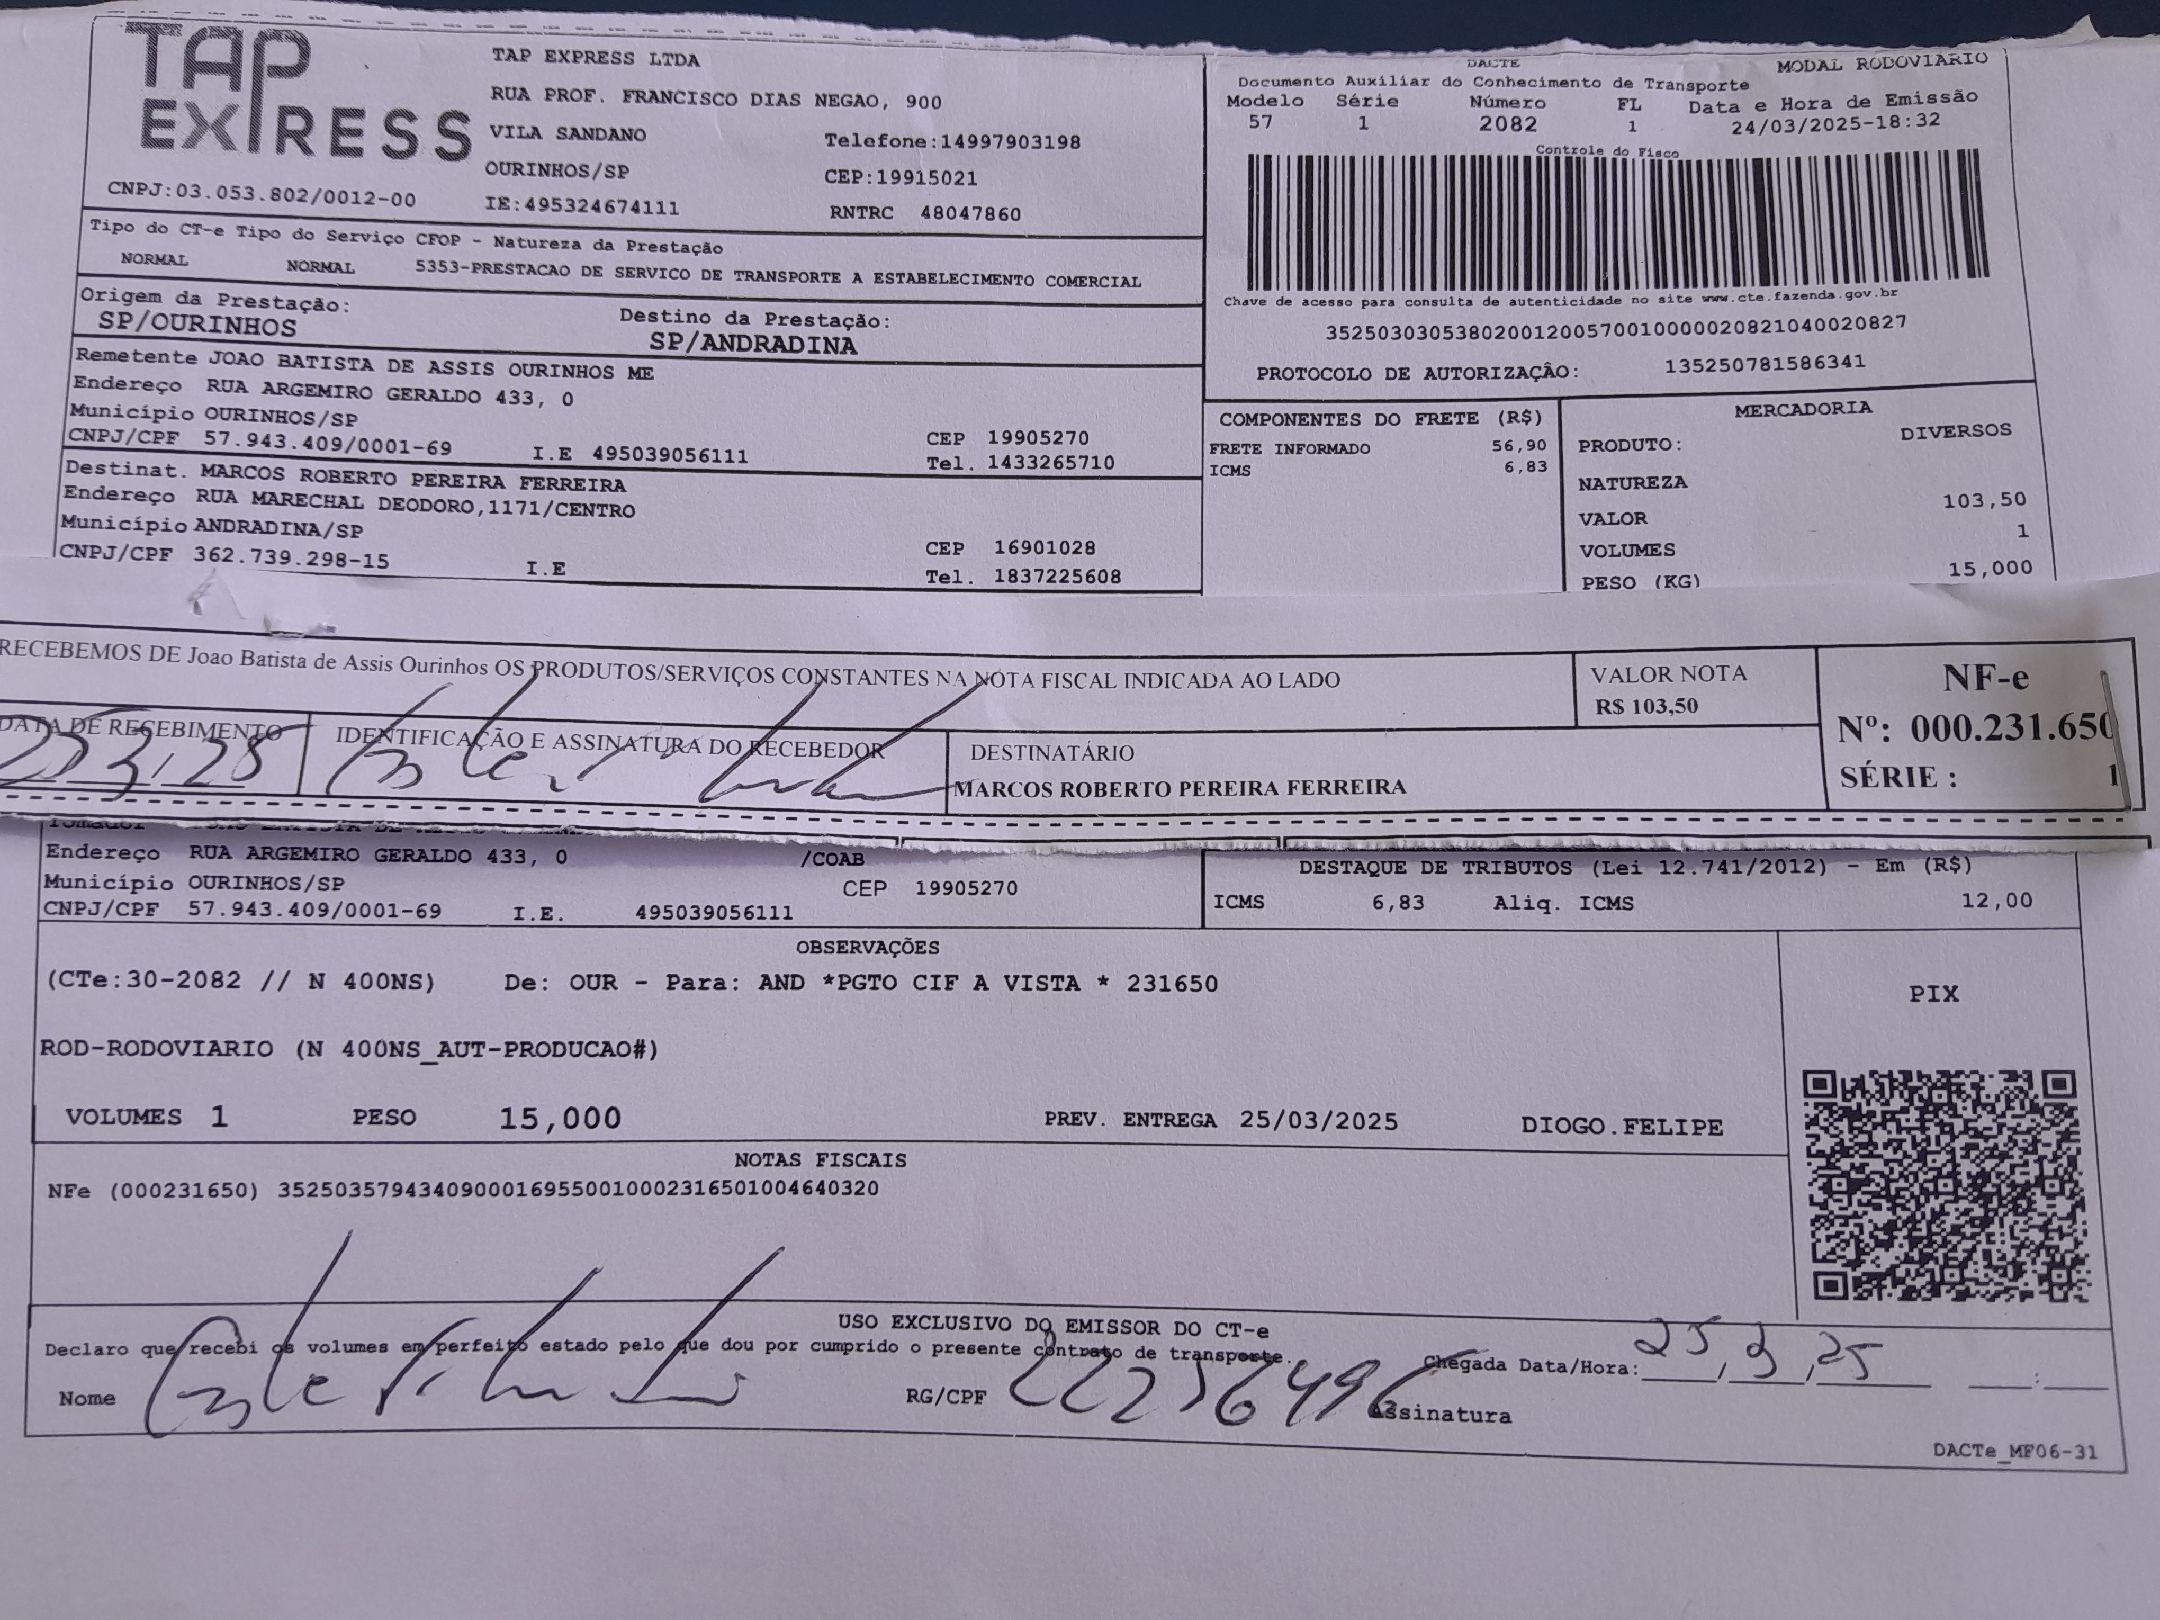 TAP
EXPRESS
TAP EXPRESS LTDA
RUA PROF. FRANCISCO DIAS NEGAO, 900
VILA SANDANO
Telefone:14997903198
OURINHOS/SP
CEP:19915021
CNPJ:03.053.802/0012-00
IE:495324674111
RNTRC 48047860
DACTE
MODAL RODOVIARIO
Documento Auxiliar do Conhecimento de Transporte
Modelo Série Número FL Data e Hora de Emissão
57 1 2082 1 24/03/2025-18:32
Controle do Fisco
Chave de acesso para consulta de autenticidade no site www.cte.fazenda.gov.br
35250303053802001200570010000020821040020827
PROTOCOLO DE AUTORIZAÇÃO: 135250781586341
Tipo do CT-e Tipo do Serviço CFOP - Natureza da Prestação
NORMAL NORMAL 5353-PRESTACAO DE SERVICO DE TRANSPORTE A ESTABELECIMENTO COMERCIAL
Origem da Prestação: Destino da Prestação:
SP/OURINHOS SP/ANDRADINA
Remetente JOAO BATISTA DE ASSIS OURINHOS ME
Endereço RUA ARGEMIRO GERALDO 433, 0
Município OURINHOS/SP CEP 19905270
CNPJ/CPF 57.943.409/0001-69 I.E 495039056111 Tel. 1433265710
Destinat. MARCOS ROBERTO PEREIRA FERREIRA
Endereço RUA MARECHAL DEODORO,1171/CENTRO
Município ANDRADINA/SP CEP 16901028
CNPJ/CPF 362.739.298-15 I.E Tel. 1837225608
COMPONENTES DO FRETE (R$)
FRETE INFORMADO 56,90
ICMS 6,83
MERCADORIA
PRODUTO: DIVERSOS
NATUREZA
VALOR 103,50
VOLUMES 1
PESO (KG) 15,000
RECEBEMOS DE Joao Batista de Assis Ourinhos OS PRODUTOS/SERVIÇOS CONSTANTES NA NOTA FISCAL INDICADA AO LADO
VALOR NOTA
R$ 103,50
NF-e
Nº: 000.231.650
SÉRIE : 1
DATA DE RECEBIMENTO
25 3 25
IDENTIFICAÇÃO E ASSINATURA DO RECEBEDOR
DESTINATÁRIO
MARCOS ROBERTO PEREIRA FERREIRA
Endereço RUA ARGEMIRO GERALDO 433, 0 /COAB
Município OURINHOS/SP CEP 19905270
CNPJ/CPF 57.943.409/0001-69 I.E. 495039056111
DESTAQUE DE TRIBUTOS (Lei 12.741/2012) - Em (R$)
ICMS 6,83 Aliq. ICMS 12,00
OBSERVAÇÕES
(CTe:30-2082 // N 400NS) De: OUR - Para: AND *PGTO CIF A VISTA * 231650
PIX
ROD-RODOVIARIO (N 400NS_AUT-PRODUCAO#)
VOLUMES 1 PESO 15,000 PREV. ENTREGA 25/03/2025 DIOGO.FELIPE
NOTAS FISCAIS
NFe (000231650) 35250357943409000169550010002316501004640320
USO EXCLUSIVO DO EMISSOR DO CT-e
Declaro que recebi os volumes em perfeito estado pelo que dou por cumprido o presente contrato de transporte. Chegada Data/Hora: 25, 3, 25 :
Nome RG/CPF Assinatura
DACTe_MF06-31